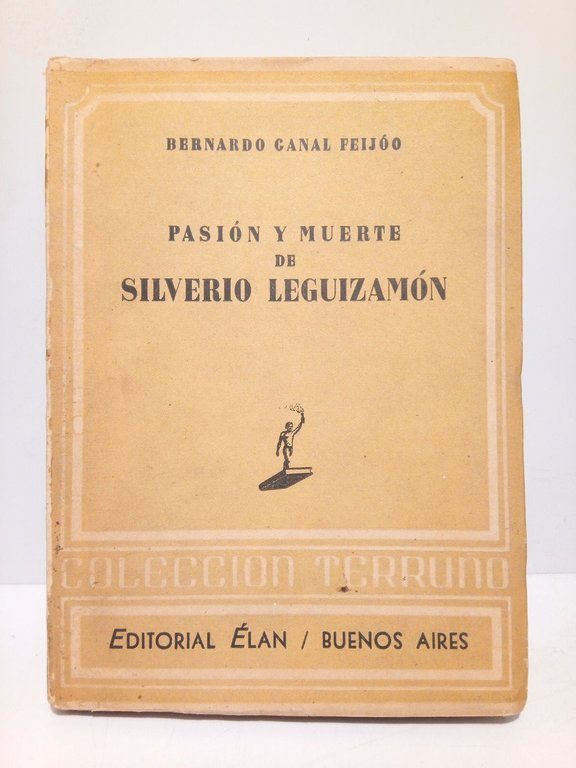 BERNARDO CANAL FEIJÓO
PASIÓN Y MUERTE
DE
SILVERIO LEGUIZAMÓN
COLECCION TERRUÑO
EDITORIAL ÉLAN / BUENOS AIRES